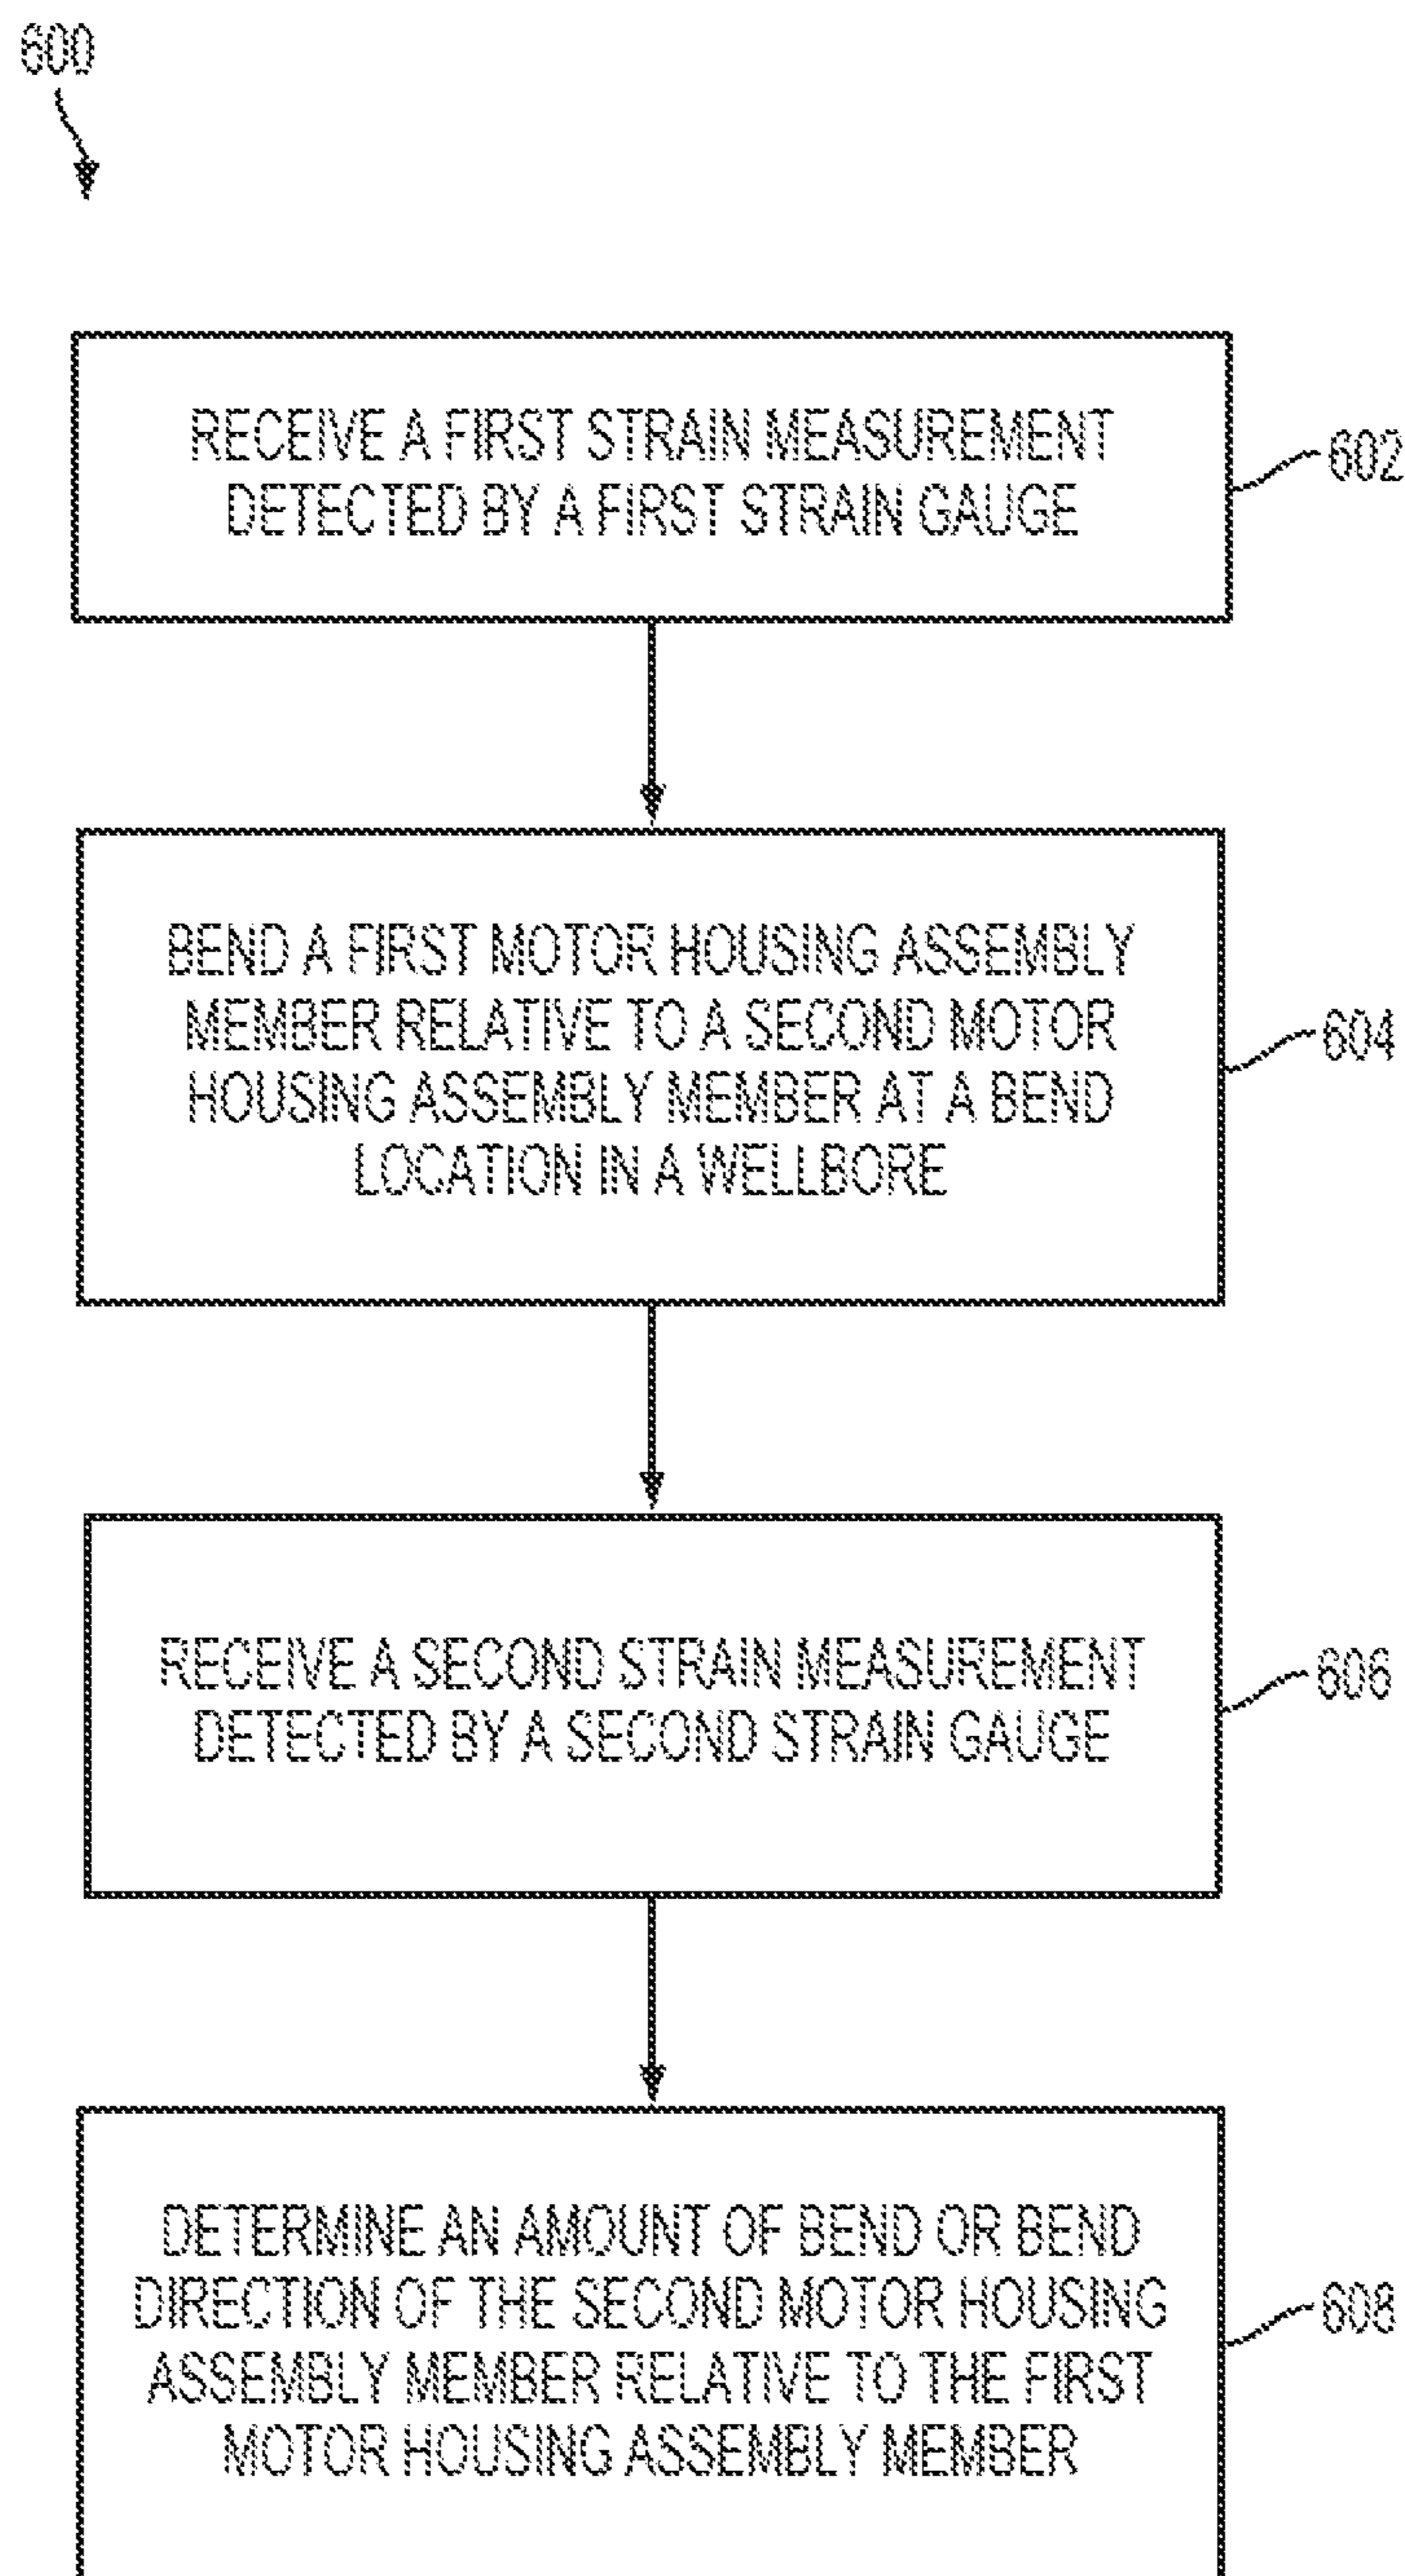 600
RECEIVE A FIRST STRAIN MEASUREMENT
DETECTED BY A FIRST STRAIN GAUGE
602
BEND A FIRST MOTOR HOUSING ASSEMBLY
MEMBER RELATIVE TO A SECOND MOTOR
HOUSING ASSEMBLY MEMBER AT A BEND
LOCATION IN A WELLBORE
604
RECEIVE A SECOND STRAIN MEASUREMENT
DETECTED BY A SECOND STRAIN GAUGE
606
DETERMINE AN AMOUNT OF BEND OR BEND
DIRECTION OF THE SECOND MOTOR HOUSING
ASSEMBLY MEMBER RELATIVE TO THE FIRST
MOTOR HOUSING ASSEMBLY MEMBER
608